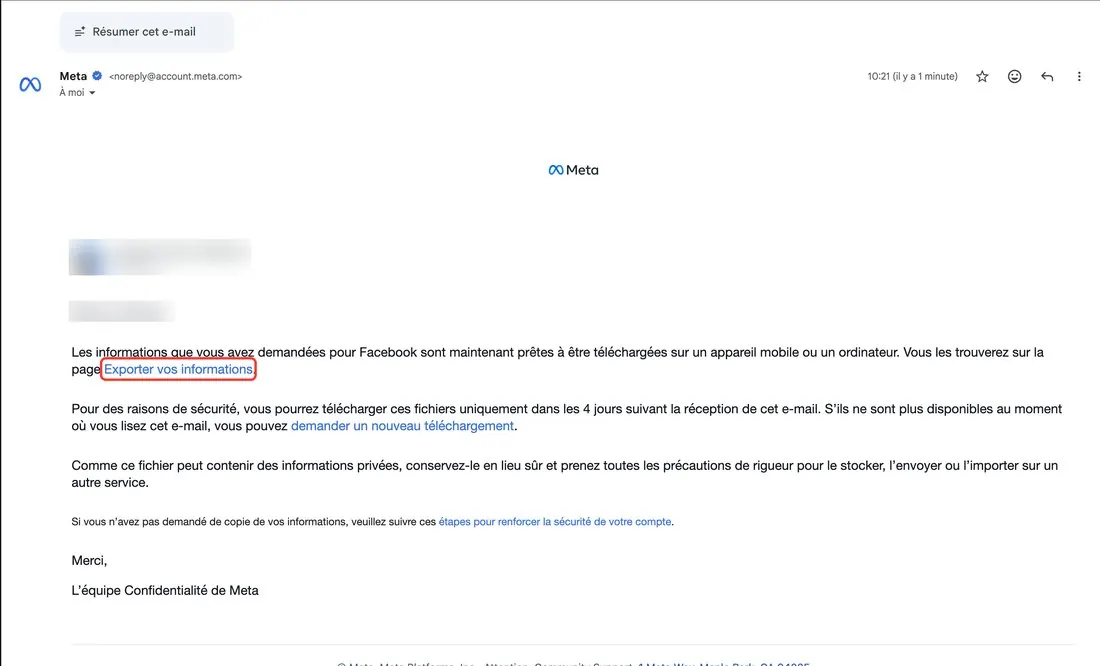 Résumer cet e-mail
Meta <noreply@account.meta.com>
10:21 (il y a 1 minute)
À moi
Meta
Les informations que vous avez demandées pour Facebook sont maintenant prêtes à être téléchargées sur un appareil mobile ou un ordinateur. Vous les trouverez sur la
page Exporter vos informations.
Pour des raisons de sécurité, vous pourrez télécharger ces fichiers uniquement dans les 4 jours suivant la réception de cet e-mail. S’ils ne sont plus disponibles au moment
où vous lisez cet e-mail, vous pouvez demander un nouveau téléchargement.
Comme ce fichier peut contenir des informations privées, conservez-le en lieu sûr et prenez toutes les précautions de rigueur pour le stocker, l’envoyer ou l’importer sur un
autre service.
Si vous n’avez pas demandé de copie de vos informations, veuillez suivre ces étapes pour renforcer la sécurité de votre compte.
Merci,
L’équipe Confidentialité de Meta